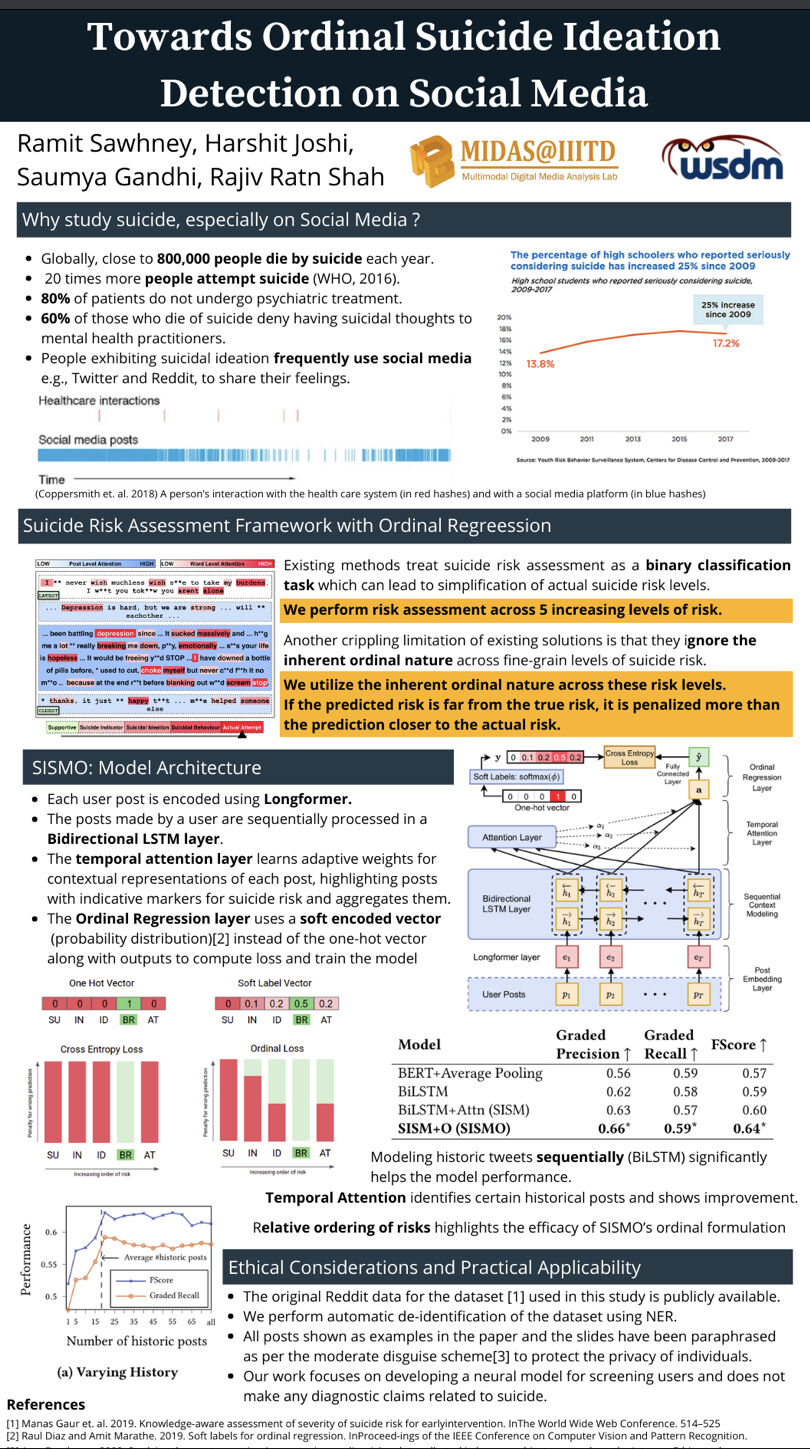 Towards Ordinal Suicide Ideation
Detection on Social Media
Ramit Sawhney, Harshit Joshi,
Saumya Gandhi, Rajiv Ratn Shah
MIDAS@IIITD
Multimodal Digital Media Analysis Lab
wsdm
Why study suicide, especially on Social Media ?
Globally, close to 800,000 people die by suicide each year.
20 times more people attempt suicide (WHO, 2016).
80% of patients do not undergo psychiatric treatment.
60% of those who die of suicide deny having suicidal thoughts to
mental health practitioners.
People exhibiting suicidal ideation frequently use social media
e.g., Twitter and Reddit, to share their feelings.
Healthcare interactions
Social media posts
Time
The percentage of high schoolers who reported seriously
considering suicide has increased 25% since 2009
High school students who reported seriously considering suicide,
2009-2017
25% increase
since 2009
20%
18%
16%
14%
12%
10%
8%
6%
4%
2%
0%
13.8%
17.2%
2009 2011 2013 2015 2017
Source: Youth Risk Behavior Surveillance System, Centers for Disease Control and Prevention, 2009-2017
(Coppersmith et. al. 2018) A person's interaction with the health care system (in red hashes) and with a social media platform (in blue hashes)
Suicide Risk Assessment Framework with Ordinal Regreession
LOW Post Level Attention HIGH LOW Word Level Attention HIGH
I ** never wish muchless wish s**e to take my burdens.
I w**t you tok**w you arent alone
LATEST
... Depression is hard, but we are strong ... will **
eachother ...
... been battling depression since ... It sucked massively and ... h**g
me a lot ** really breaking me down, p**y, emotionally ... s**s your life
is hopeless ... It would be freeing y**d STOP ... I have downed a bottle
of pills before, * used to cut, choke myself but never c**d f**h it no
m**o .. because at the end r**t before blanking out w**d scream stop.
* thanks, it just ** happy t**t ... m**e helped someone
else
OLDEST
Supportive Suicide Indicator Suicidal Ideation Suicidal Behaviour Actual Attempt
Existing methods treat suicide risk assessment as a binary classification
task which can lead to simplification of actual suicide risk levels.
We perform risk assessment across 5 increasing levels of risk.
Another crippling limitation of existing solutions is that they ignore the
inherent ordinal nature across fine-grain levels of suicide risk.
We utilize the inherent ordinal nature across these risk levels.
If the predicted risk is far from the true risk, it is penalized more than
the prediction closer to the actual risk.
SISMO: Model Architecture
Each user post is encoded using Longformer.
The posts made by a user are sequentially processed in a
Bidirectional LSTM layer.
The temporal attention layer learns adaptive weights for
contextual representations of each post, highlighting posts
with indicative markers for suicide risk and aggregates them.
The Ordinal Regression layer uses a soft encoded vector
(probability distribution)[2] instead of the one-hot vector
along with outputs to compute loss and train the model
y 0 0.1 0.2 0.5 0.2
Cross Entropy
Loss
ŷ
Soft Labels: softmax(ϕ)
Fully
Connected
Layer
0 0 0 1 0
One-hot vector
a
Ordinal
Regression
Layer
Attention Layer
α₁
α₂
α₃
Temporal
Attention
Layer
Bidirectional
LSTM Layer
h₁ h₂ h_T
• • •
h₁ h₂ h_T
Sequential
Context
Modeling
Longformer layer
e₁ e₂ e_T
User Posts
p₁ p₂ • • • p_T
Post
Embedding
Layer
One Hot Vector
0 0 0 1 0
SU IN ID BR AT
Soft Label Vector
0 0.1 0.2 0.5 0.2
SU IN ID BR AT
Cross Entropy Loss
Penalty for wrong prediction
SU IN ID BR AT
Increasing order of risk
Ordinal Loss
Penalty for wrong prediction
SU IN ID BR AT
Increasing order of risk
Model Graded Precision ↑ Graded Recall ↑ FScore ↑
BERT+Average Pooling 0.56 0.59 0.57
BiLSTM 0.62 0.58 0.59
BiLSTM+Attn (SISM) 0.63 0.57 0.60
SISM+O (SISMO) 0.66* 0.59* 0.64*
Modeling historic tweets sequentially (BiLSTM) significantly
helps the model performance.
Temporal Attention identifies certain historical posts and shows improvement.
Relative ordering of risks highlights the efficacy of SISMO's ordinal formulation
Performance
0.6
0.55
0.5
Average #historic posts
FScore
Graded Recall
1 5 15 25 35 45 55 65 all
Number of historic posts
(a) Varying History
Ethical Considerations and Practical Applicability
The original Reddit data for the dataset [1] used in this study is publicly available.
We perform automatic de-identification of the dataset using NER.
All posts shown as examples in the paper and the slides have been paraphrased
as per the moderate disguise scheme[3] to protect the privacy of individuals.
Our work focuses on developing a neural model for screening users and does not
make any diagnostic claims related to suicide.
References
[1] Manas Gaur et. al. 2019. Knowledge-aware assessment of severity of suicide risk for earlyintervention. InThe World Wide Web Conference. 514–525
[2] Raul Diaz and Amit Marathe. 2019. Soft labels for ordinal regression. InProceed-ings of the IEEE Conference on Computer Vision and Pattern Recognition.